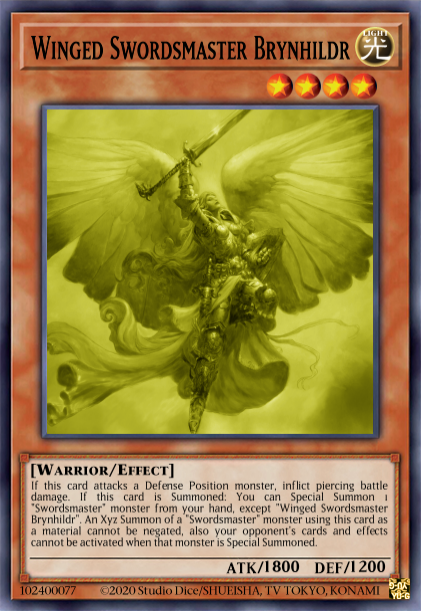 Winged Swordsmaster Brynhildr
LIGHT
光
[Warrior/Effect]
If this card attacks a Defense Position monster, inflict piercing battle
damage. If this card is Summoned: You can Special Summon 1
"Swordsmaster" monster from your hand, except "Winged Swordsmaster
Brynhildr". An Xyz Summon of a "Swordsmaster" monster using this card as
a material cannot be negated, also your opponent's cards and effects
cannot be activated when that monster is Special Summoned.
ATK/1800 DEF/1200
102400077 ©2020 Studio Dice/SHUEISHA, TV TOKYO, KONAMI